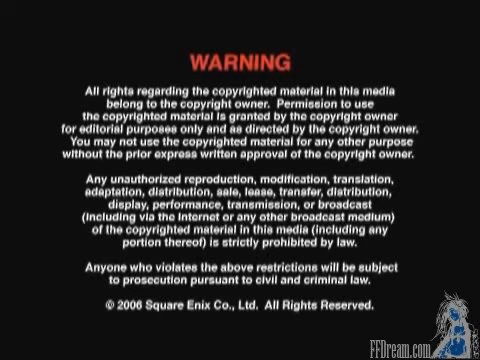 WARNING
All rights regarding the copyrighted material in this media
belong to the copyright owner. Permission to use
the copyrighted material is granted by the copyright owner
for editorial purposes only and as directed by the copyright owner.
You may not use the copyrighted material for any other purpose
without the prior express written approval of the copyright owner.
Any unauthorized reproduction, modification, translation,
adaptation, distribution, sale, lease, transfer, distribution,
display, performance, transmission, or broadcast
(including via the Internet or any other broadcast medium)
of the copyrighted material in this media (including any
portion thereof) is strictly prohibited by law.
Anyone who violates the above restrictions will be subject
to prosecution pursuant to civil and criminal law.
© 2006 Square Enix Co., Ltd. All Rights Reserved.
FFDream.com